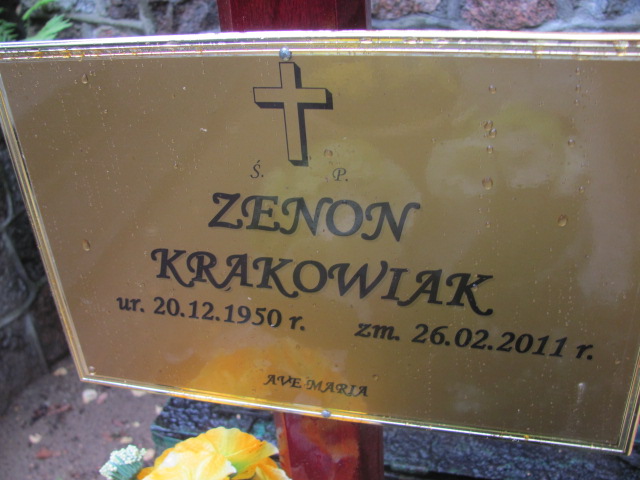 Ś. P.
ZENON
KRAKOWIAK
ur. 20.12.1950 r. zm. 26.02.2011 r.
AVE MARIA